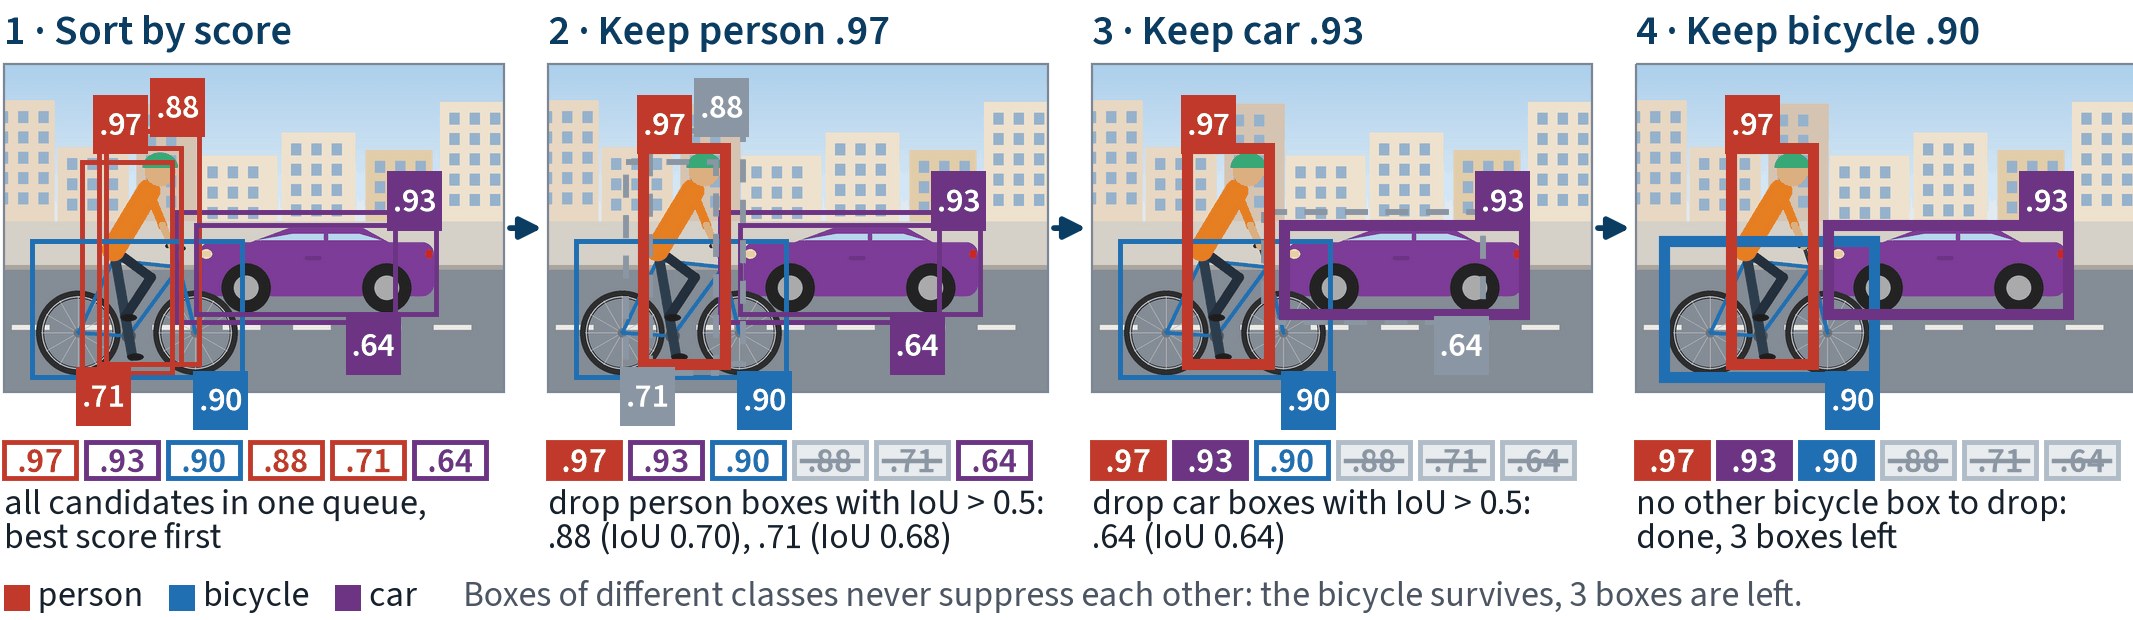 1 · Sort by score
.97
.88
.93
.64
.71
.90
.97 .93 .90 .88 .71 .64
all candidates in one queue,
best score first
2 · Keep person .97
.97
.88
.93
.64
.71
.90
.97 .93 .90 .88 .71 .64
drop person boxes with IoU > 0.5:
.88 (IoU 0.70), .71 (IoU 0.68)
3 · Keep car .93
.97
.93
.64
.90
.97 .93 .90 .88 .71 .64
drop car boxes with IoU > 0.5:
.64 (IoU 0.64)
4 · Keep bicycle .90
.97
.93
.90
.97 .93 .90 .88 .71 .64
no other bicycle box to drop:
done, 3 boxes left
person bicycle car
Boxes of different classes never suppress each other: the bicycle survives, 3 boxes are left.